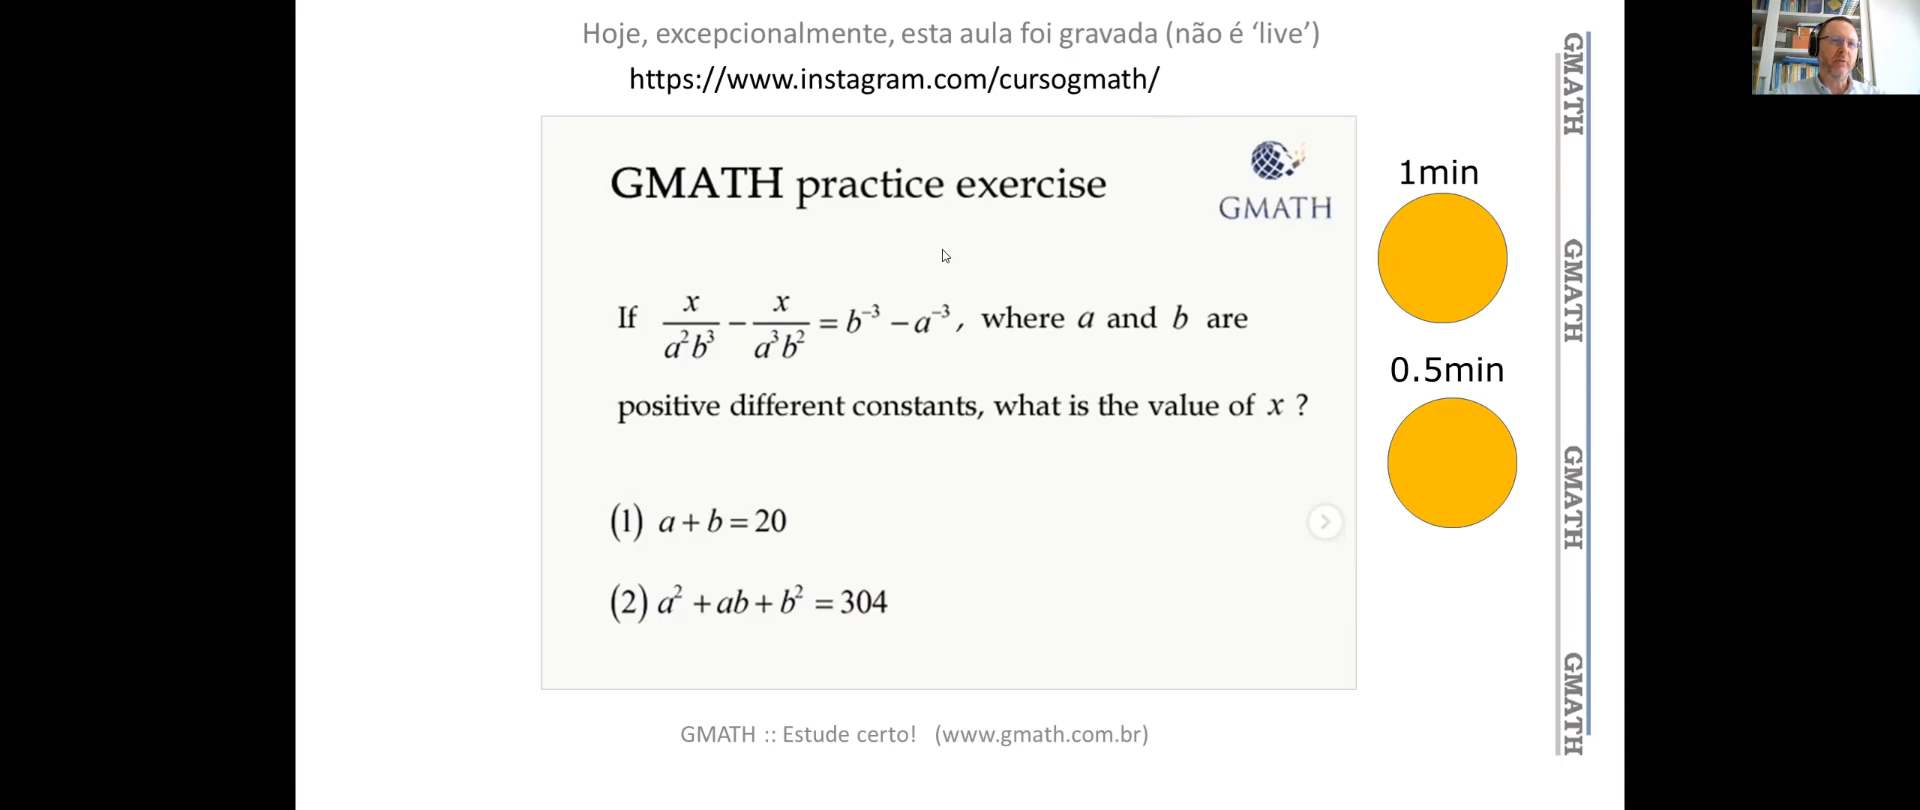 Hoje, excepcionalmente, esta aula foi gravada (não é ‘live’)
https://www.instagram.com/cursogmath/
GMATH practice exercise
GMATH
If x/(a²b³) − x/(a³b²) = b⁻³ − a⁻³, where a and b are
positive different constants, what is the value of x ?
(1) a + b = 20
(2) a² + ab + b² = 304
1min
0.5min
GMATH :: Estude certo! (www.gmath.com.br)
GMATH
GMATH
GMATH
GMATH